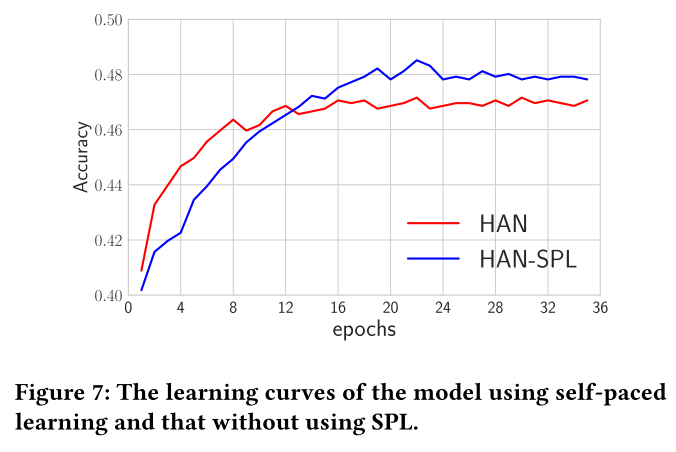 0.50
0.48
0.46
0.44
0.42
0.40
Accuracy
HAN
HAN-SPL
0 4 8 12 16 20 24 28 32 36
epochs
Figure 7: The learning curves of the model using self-paced
learning and that without using SPL.